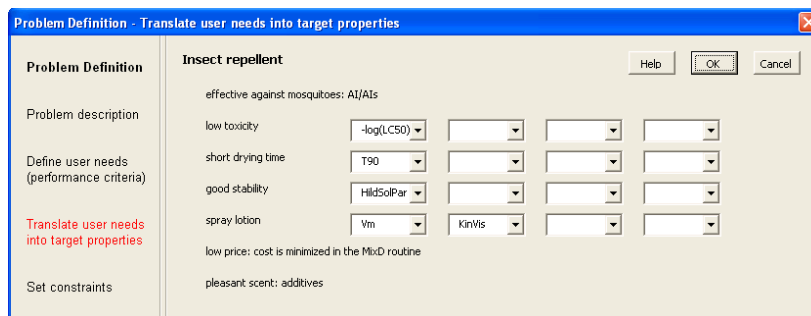 Problem Definition - Translate user needs into target properties
Problem Definition
Problem description
Define user needs
(performance criteria)
Translate user needs
into target properties
Set constraints
Insect repellent
Help
OK
Cancel
effective against mosquitoes: AI/AIs
low toxicity -log(LC50)
short drying time T90
good stability HildSolPar
spray lotion Vm KinVis
low price: cost is minimized in the MixD routine
pleasant scent: additives